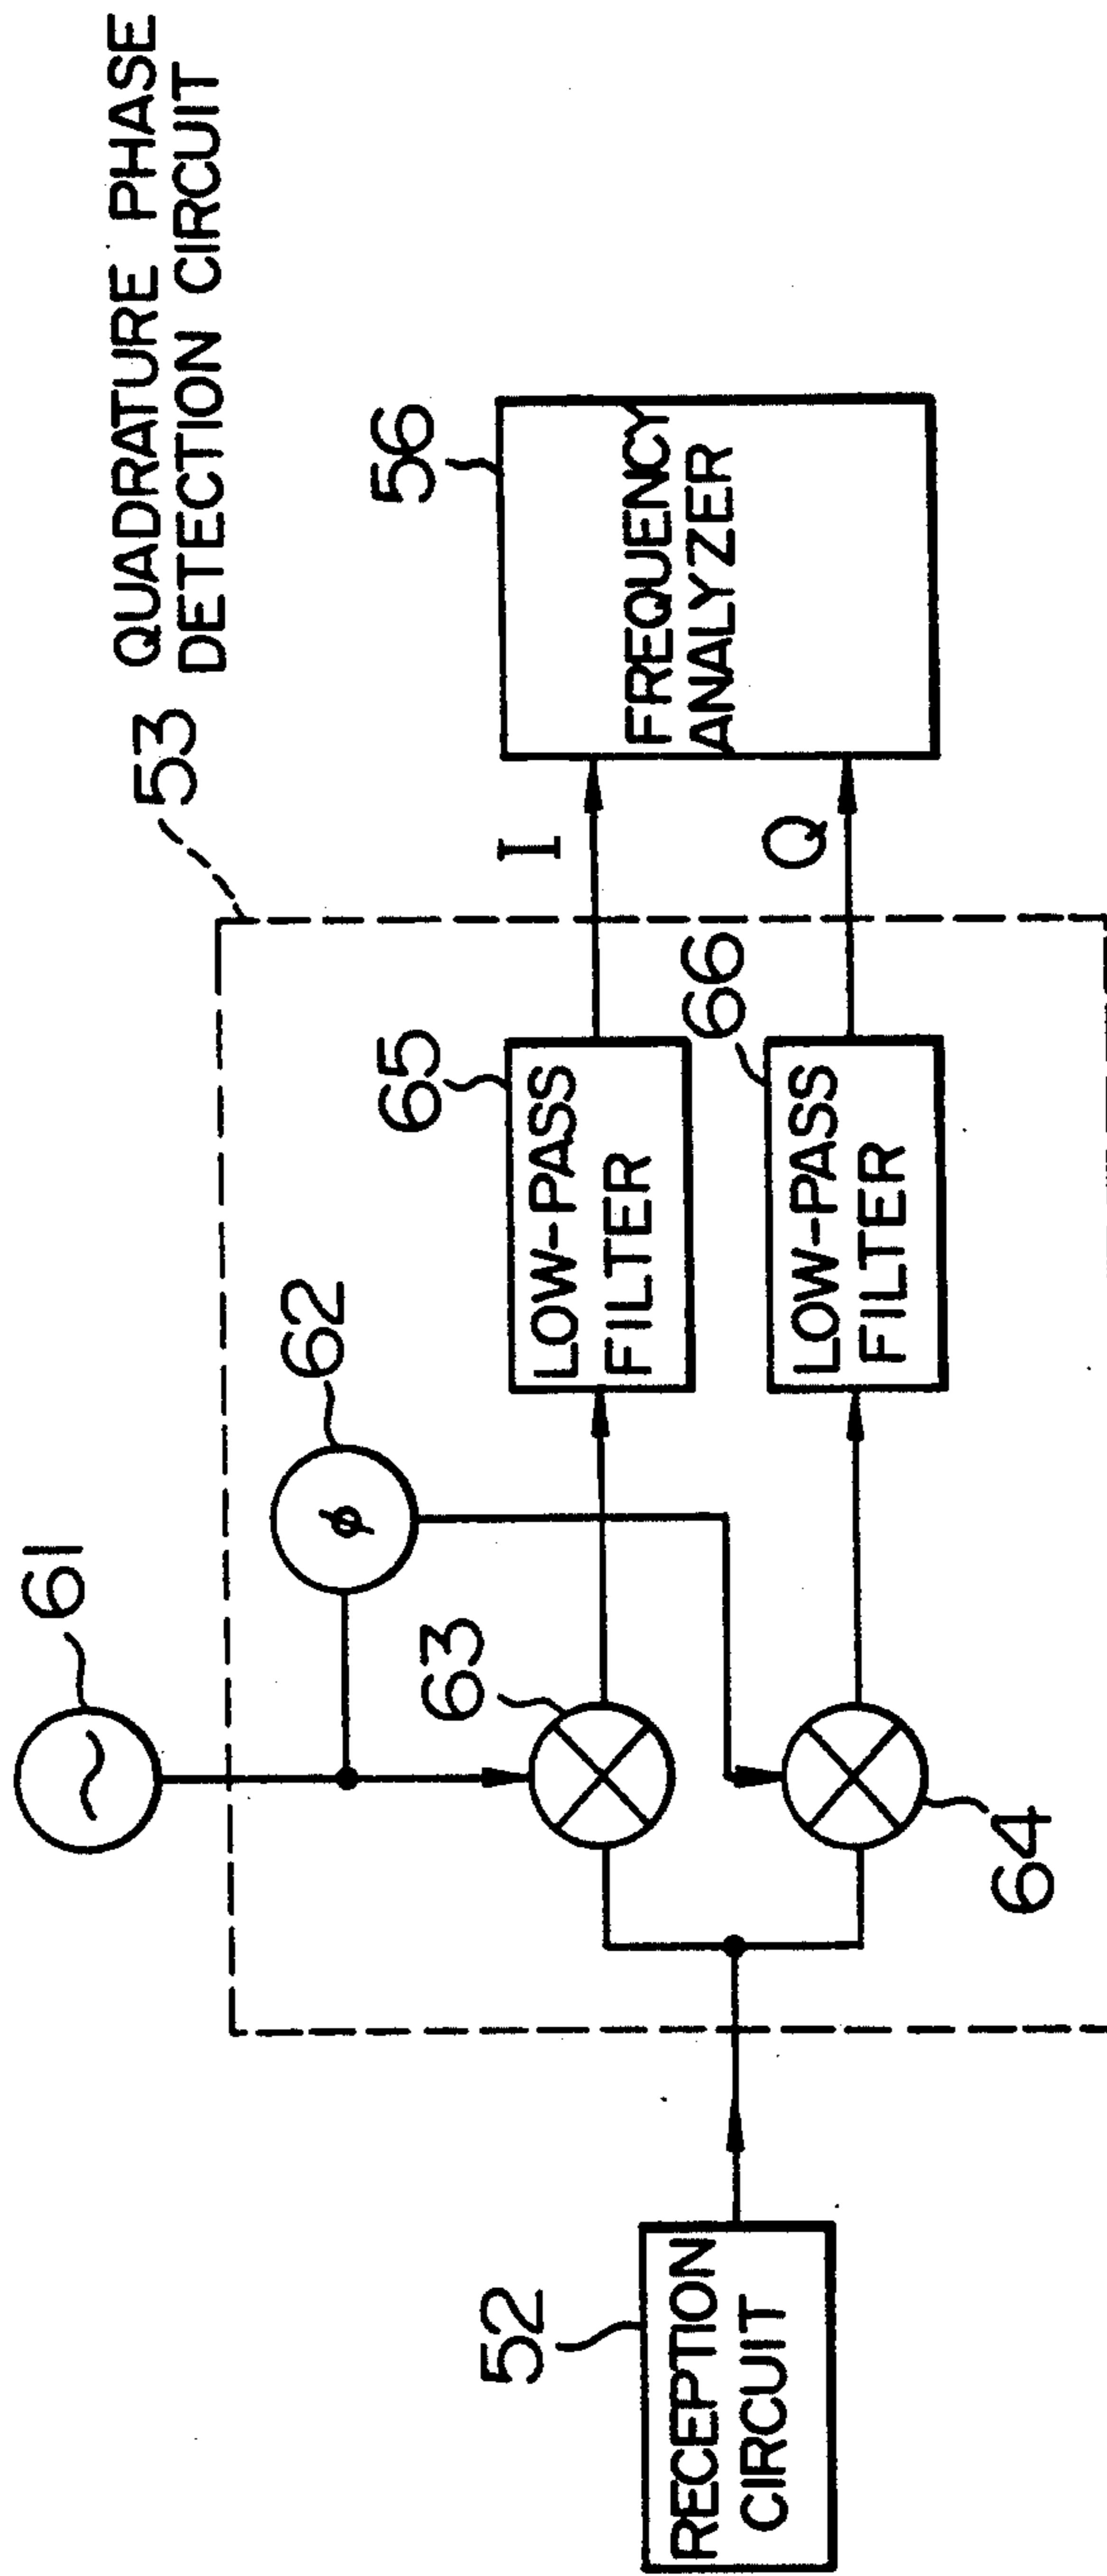 53 QUADRATURE PHASE
DETECTION CIRCUIT
61
62
56
65
63
I
LOW-PASS
FILTER
FREQUENCY
ANALYZER
52
66
Q
RECEPTION
CIRCUIT
LOW-PASS
FILTER
64
φ